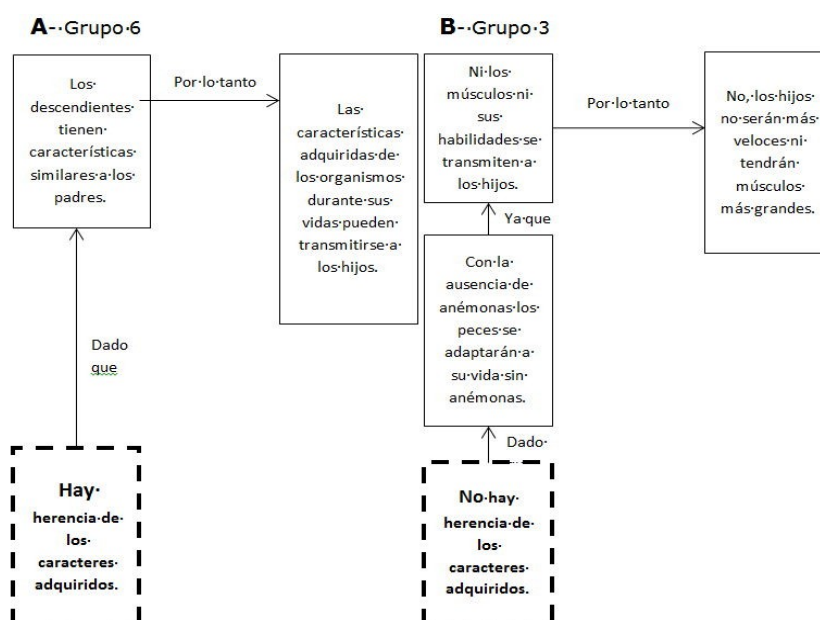 A- Grupo 6
Los
descendientes
tienen
características
similares a los
padres.
Por lo tanto
Las
características
adquiridas de
los organismos
durante sus
vidas pueden
transmitirse a
los hijos.
Dado
que
Hay
herencia de
los
caracteres
adquiridos.
B- Grupo 3
Ni los
músculos ni
sus
habilidades se
transmiten a
los hijos.
Por lo tanto
No, los hijos
no serán más
veloces ni
tendrán
músculos
más grandes.
Ya que
Con la
ausencia de
anémonas los
peces se
adaptarán a
su vida sin
anémonas.
Dado
No hay
herencia de
los
caracteres
adquiridos.